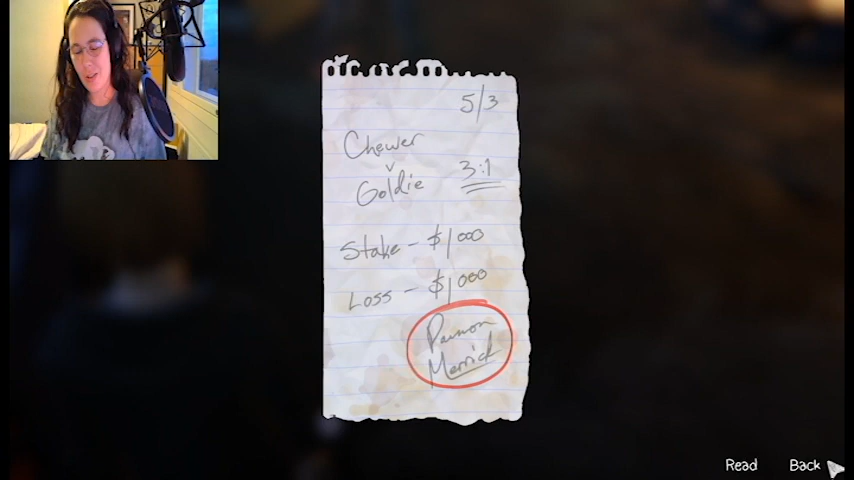 5/3
Chewer
v
Goldie 3:1
Stake - $1000
Loss - $1000
Damon
Merrick
Read Back